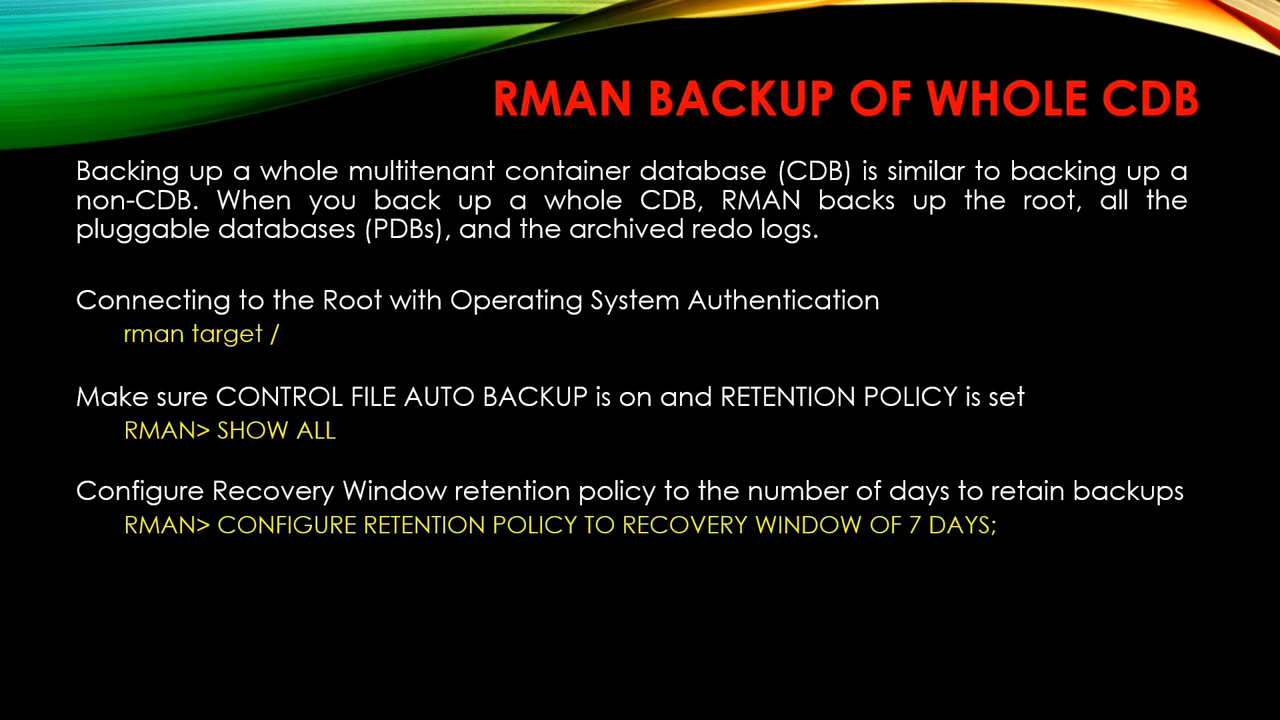 RMAN BACKUP OF WHOLE CDB
Backing up a whole multitenant container database (CDB) is similar to backing up a
non-CDB. When you back up a whole CDB, RMAN backs up the root, all the
pluggable databases (PDBs), and the archived redo logs.
Connecting to the Root with Operating System Authentication
rman target /
Make sure CONTROL FILE AUTO BACKUP is on and RETENTION POLICY is set
RMAN> SHOW ALL
Configure Recovery Window retention policy to the number of days to retain backups
RMAN> CONFIGURE RETENTION POLICY TO RECOVERY WINDOW OF 7 DAYS;